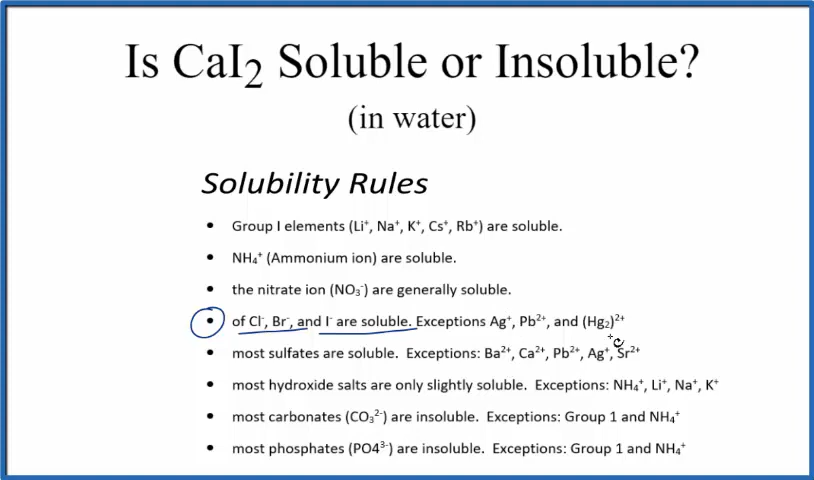 Is CaI₂ Soluble or Insoluble?
(in water)
Solubility Rules
• Group I elements (Li⁺, Na⁺, K⁺, Cs⁺, Rb⁺) are soluble.
• NH₄⁺ (Ammonium ion) are soluble.
• the nitrate ion (NO₃⁻) are generally soluble.
• of Cl⁻, Br⁻, and I⁻ are soluble. Exceptions Ag⁺, Pb²⁺, and (Hg₂)²⁺
• most sulfates are soluble. Exceptions: Ba²⁺, Ca²⁺, Pb²⁺, Ag⁺, Sr²⁺
• most hydroxide salts are only slightly soluble. Exceptions: NH₄⁺, Li⁺, Na⁺, K⁺
• most carbonates (CO₃²⁻) are insoluble. Exceptions: Group 1 and NH₄⁺
• most phosphates (PO4³⁻) are insoluble. Exceptions: Group 1 and NH₄⁺